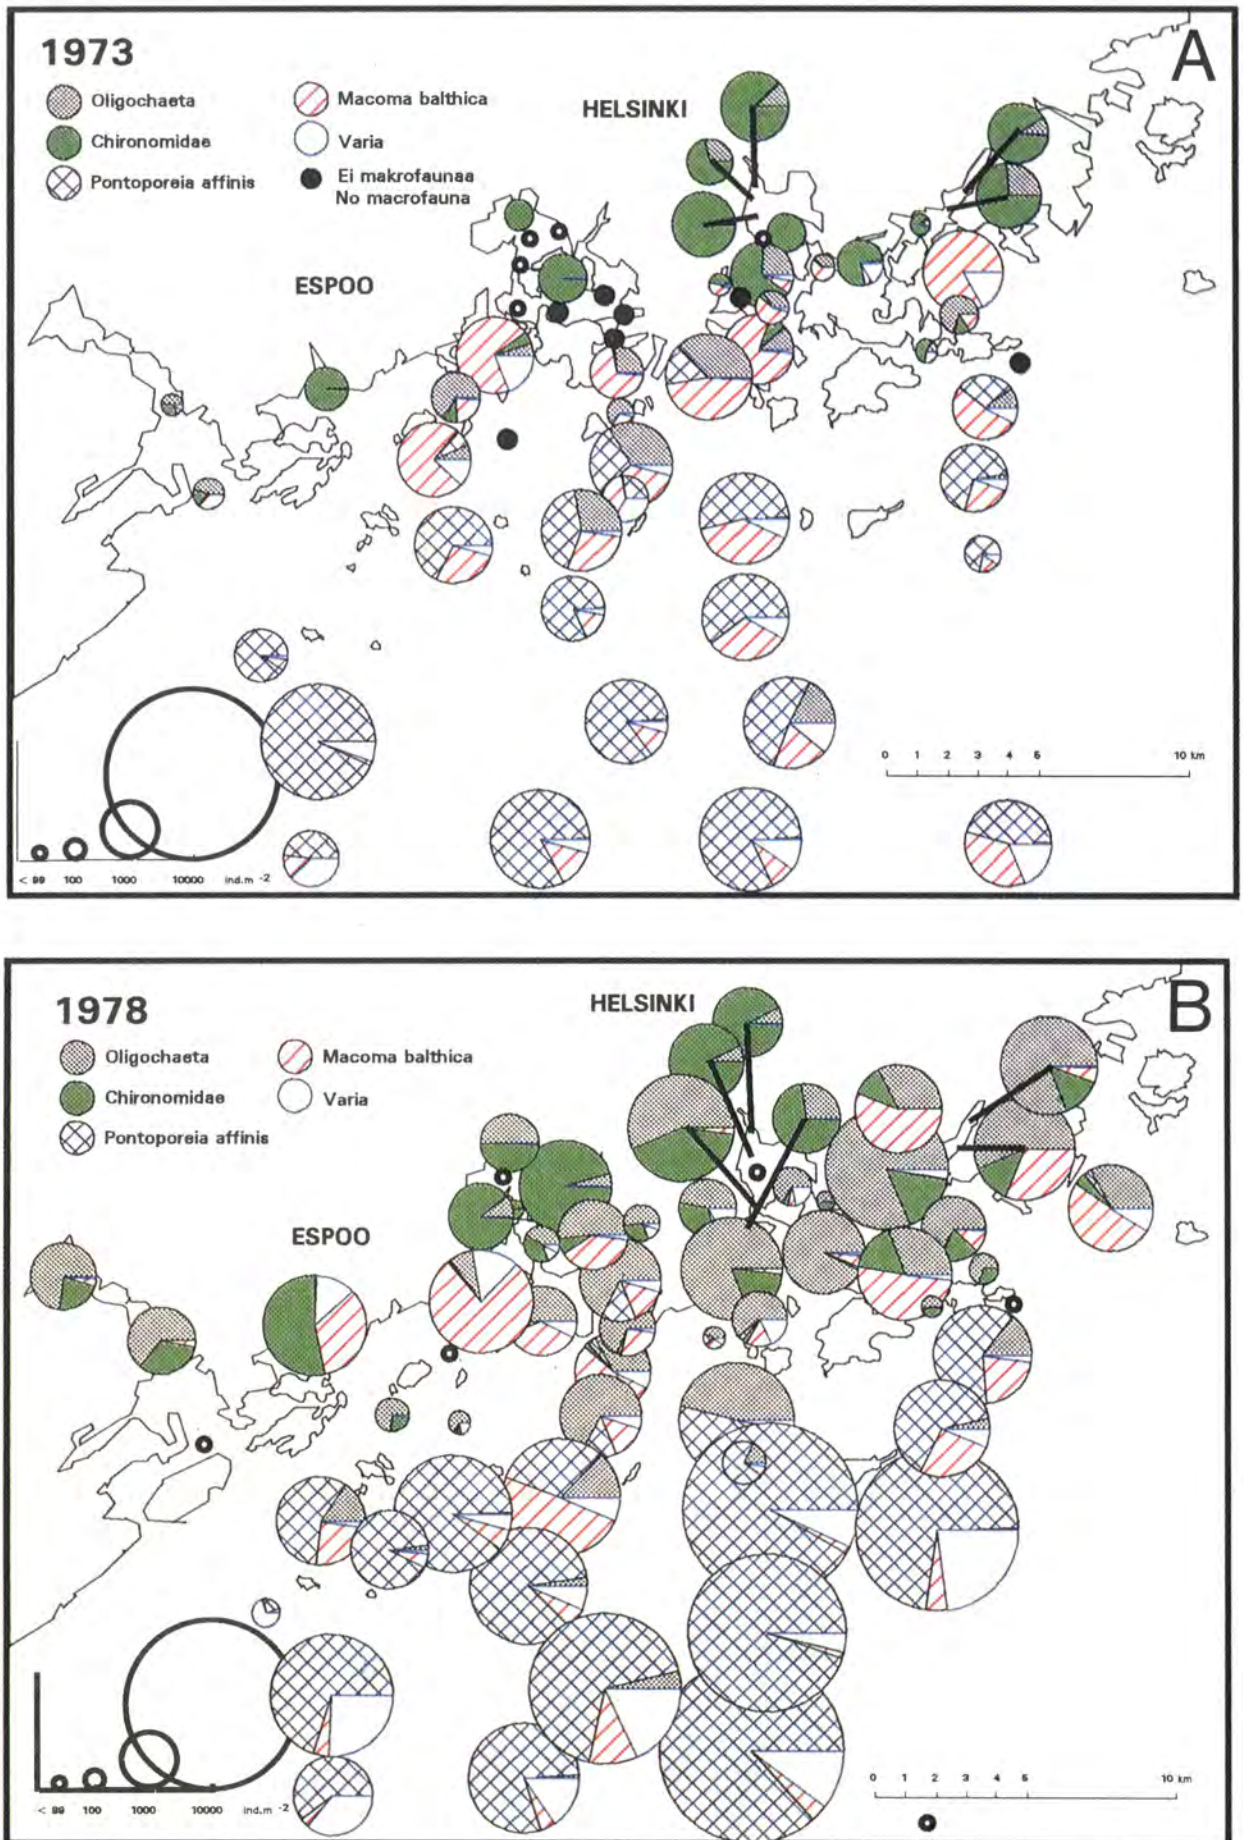 1973
A
Oligochaeta
Chironomidae
Pontoporeia affinis
Macoma balthica
Varia
Ei makrofaunaa
No macrofauna
HELSINKI
ESPOO
0 1 2 3 4 5 10 km
< 99 100 1000 10000 ind.m -2
1978
B
Oligochaeta
Chironomidae
Pontoporeia affinis
Macoma balthica
Varia
HELSINKI
ESPOO
0 1 2 3 4 5 10 km
< 99 100 1000 10000 ind.m -2